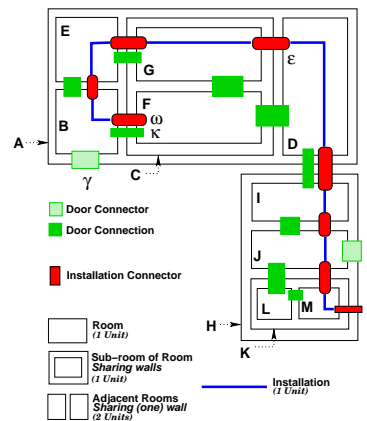 E
G
ε
F
ω
B
κ
A
D
C
γ
I
Door Connector
Door Connection
J
Installation Connector
L
M
H
K
Room
(1 Unit)
Sub-room of Room
Sharing walls
(1 Unit)
Installation
(1 Unit)
Adjacent Rooms
Sharing (one) wall
(2 Units)